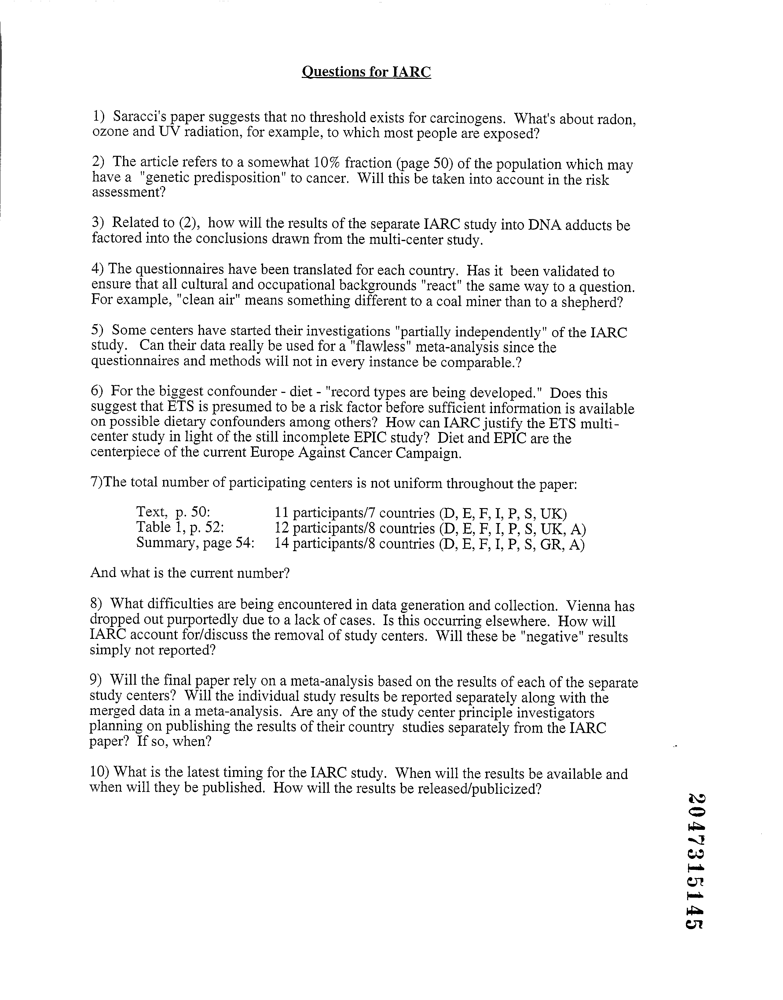 Questions for IARC
1) Saracci's paper suggests that no threshold exists for carcinogens. What's about radon,
ozone and UV radiation, for example, to which most people are exposed?
2) The article refers to a somewhat 10% fraction (page 50) of the population which may
have a "genetic predisposition" to cancer. Will this be taken into account in the risk
assessment?
3) Related to (2), how will the results of the separate IARC study into DNA adducts be
factored into the conclusions drawn from the multi-center study.
4) The questionnaires have been translated for each country. Has it been validated to
ensure that all cultural and occupational backgrounds "react" the same way to a question.
For example, "clean air" means something different to a coal miner than to a shepherd?
5) Some centers have started their investigations "partially independently" of the IARC
study. Can their data really be used for a "flawless" meta-analysis since the
questionnaires and methods will not in every instance be comparable.?
6) For the biggest confounder - diet - "record types are being developed." Does this
suggest that ETS is presumed to be a risk factor before sufficient information is available
on possible dietary confounders among others? How can IARC justify the ETS multi-
center study in light of the still incomplete EPIC study? Diet and EPIC are the
centerpiece of the current Europe Against Cancer Campaign.
7)The total number of participating centers is not uniform throughout the paper:
Text, p. 50: 11 participants/7 countries (D, E, F, I, P, S, UK)
Table 1, p. 52: 12 participants/8 countries (D, E, F, I, P, S, UK, A)
Summary, page 54: 14 participants/8 countries (D, E, F, I, P, S, GR, A)
And what is the current number?
8) What difficulties are being encountered in data generation and collection. Vienna has
dropped out purportedly due to a lack of cases. Is this occurring elsewhere. How will
IARC account for/discuss the removal of study centers. Will these be "negative" results
simply not reported?
9) Will the final paper rely on a meta-analysis based on the results of each of the separate
study centers? Will the individual study results be reported separately along with the
merged data in a meta-analysis. Are any of the study center principle investigators
planning on publishing the results of their country studies separately from the IARC
paper? If so, when?
10) What is the latest timing for the IARC study. When will the results be available and
when will they be published. How will the results be released/publicized?
2047315145